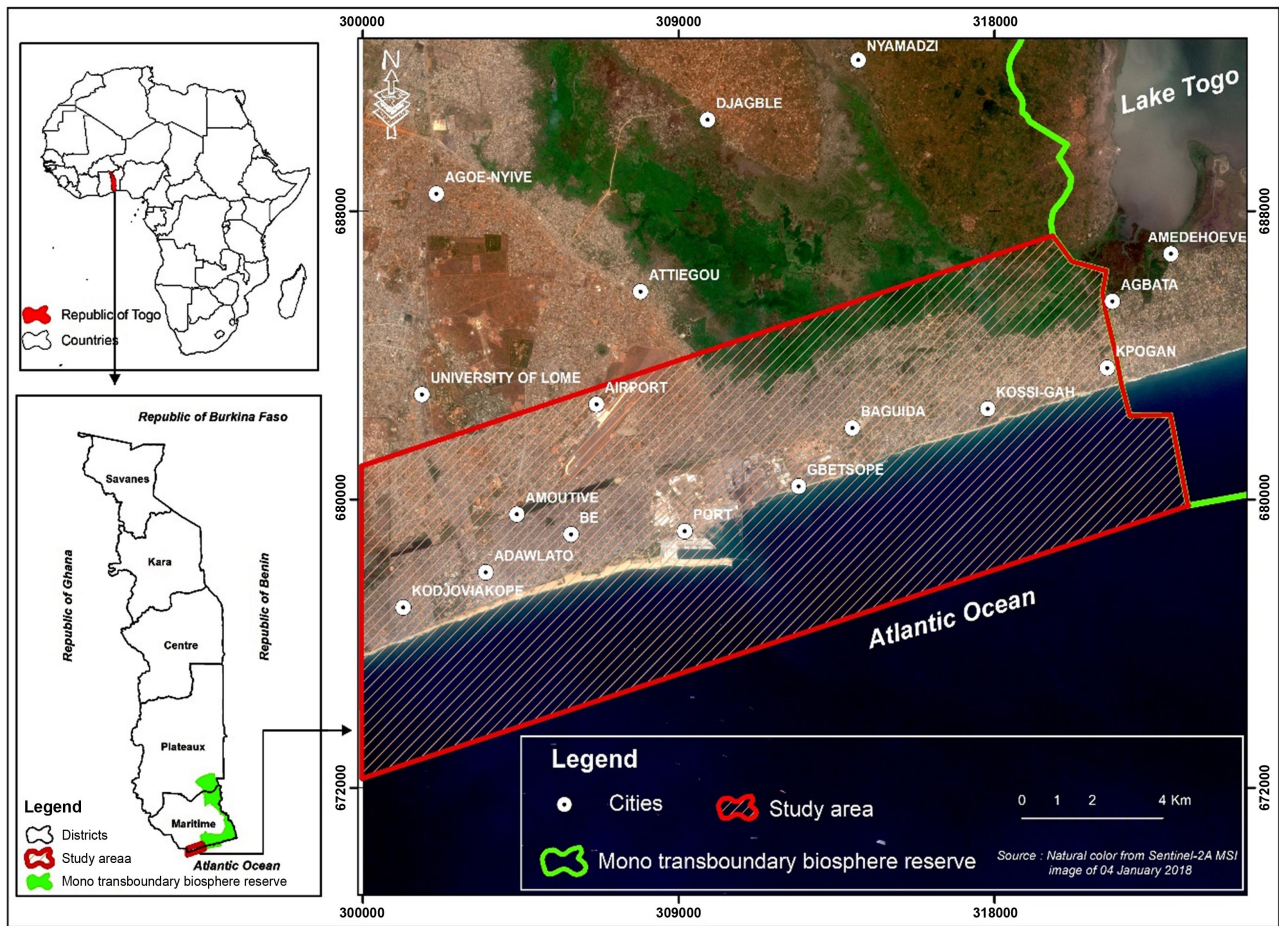 300000
309000
318000
N
NYAMADZI
Lake Togo
DJAGBLE
AGOE-NYIVE
688000
688000
AMEDEHOEVE
ATTIEGOU
AGBATA
Republic of Togo
Countries
KPOGAN
UNIVERSITY OF LOME
AIRPORT
KOSSI-GAH
BAGUIDA
GBETSOPE
680000
680000
AMOUTIVE
BE
PORT
ADAWLATO
KODJOVIAKOPE
Atlantic Ocean
Republic of Burkina Faso
Savanes
Kara
Republic of Ghana
Republic of Benin
Centre
Plateaux
Maritime
Atlantic Ocean
Legend
Districts
Study areaa
Mono transboundary biosphere reserve
672000
672000
Legend
Cities
Study area
0 1 2 4 Km
Mono transboundary biosphere reserve
Source : Natural color from Sentinel-2A MSI
image of 04 January 2018
300000
309000
318000